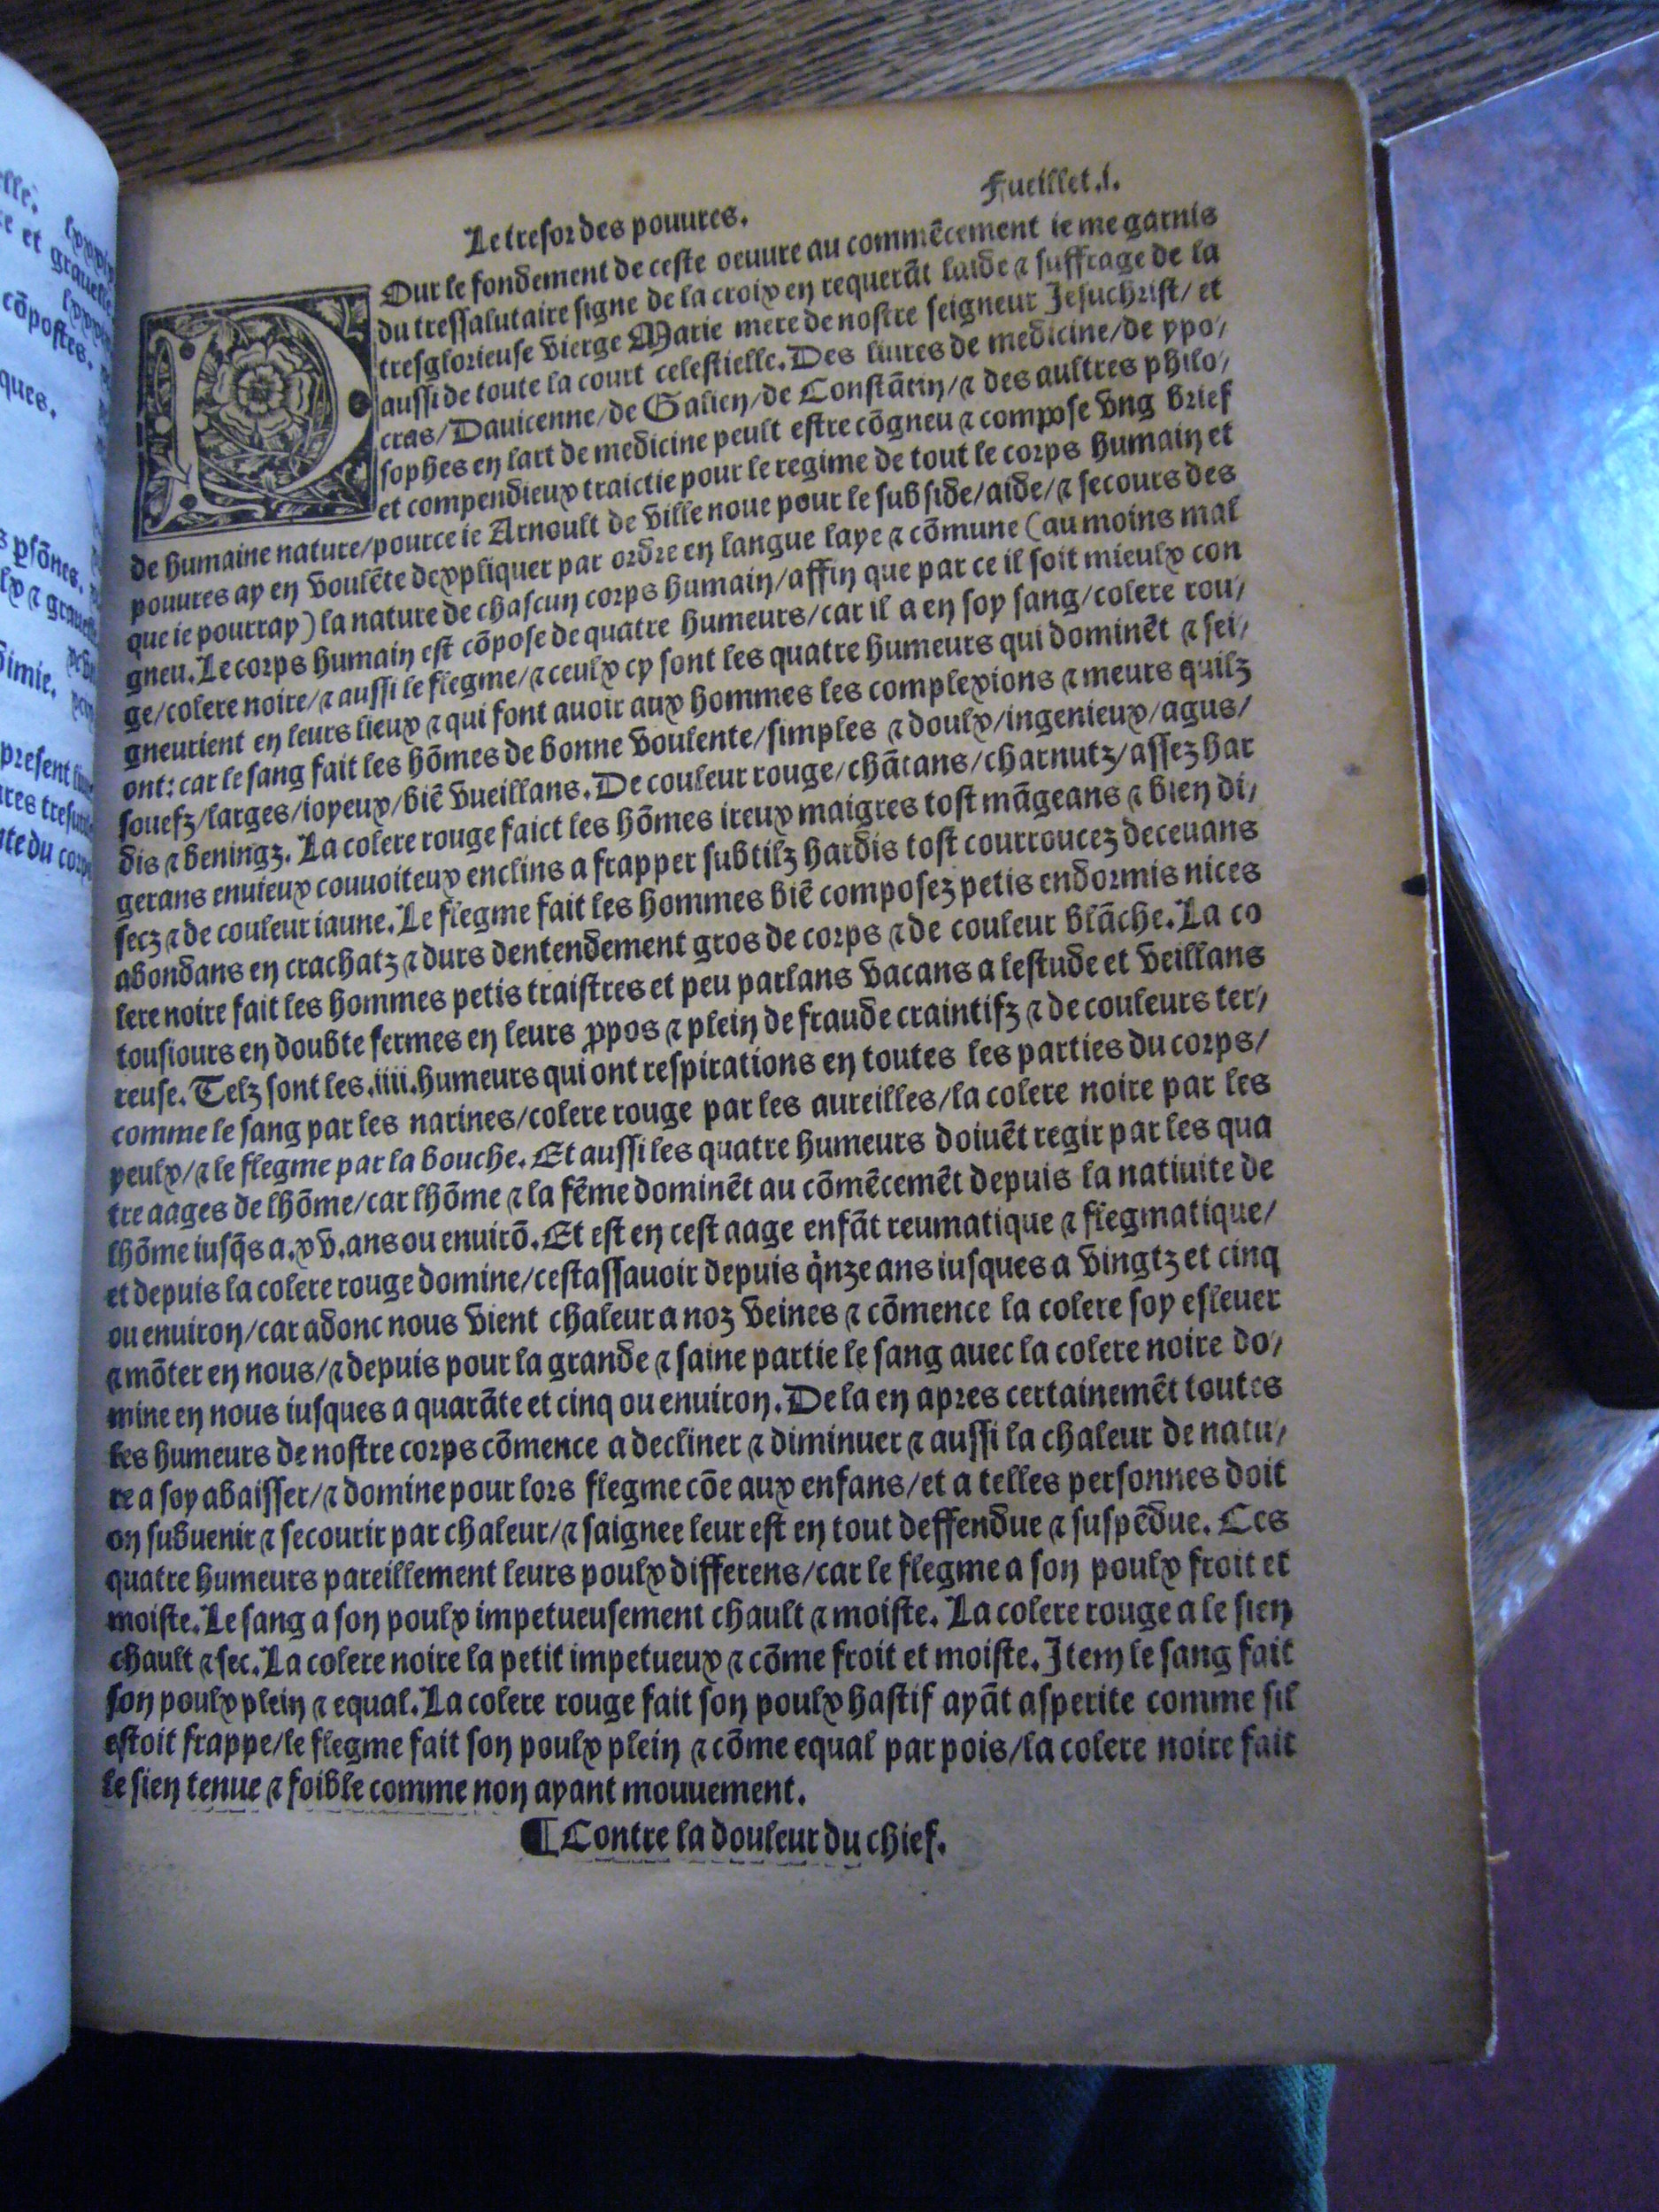 Le tresor des pouures.
Fueillet.i.
POur le fondement de ceste oeuure au commẽcement ie me garnis
du tressalutaire signe de la croix en requerãt laide ⁊ suffrage de la
tresglorieuse vierge Marie mere de nostre seigneur Jesuchrist/ et
aussi de toute la court celestielle. Des liures de medicine/de ypo/
cras/Dauicenne/de Galien/de Constãtin/⁊ des aultres philo/
sophes en lart de medicine peult estre cõgneu ⁊ compose vng brief
et compendieux traictie pour le regime de tout le corps humain et
de humaine nature/pource ie Arnoult de ville noue pour le subside/aide/⁊ secours des
pouures ay en voulẽte dexpliquer par ordre en langue laye ⁊ cõmune (au moins mal
que ie pourray) la nature de chascun corps humain/affin que par ce il soit mieulx con
gneu. Le corps humain est cõpose de quatre humeurs/car il a en soy sang/colere rou/
ge/colere noire/⁊ aussi le flegme/⁊ ceulx cy sont les quatre humeurs qui dominẽt ⁊ sei/
gneurient en leurs lieux ⁊ qui font auoir aux hommes les complexions ⁊ meurs quilz
ont: car le sang fait les hõmes de bonne voulente/simples ⁊ doulx/ingenieux/agus/
souefz/larges/ioyeux/biẽ vueillans. De couleur rouge/chãtans/charnutz/assez har
dis ⁊ beningz. La colere rouge faict les hõmes ireux maigres tost mãgeans ⁊ bien di/
gerans enuieux couuoiteux enclins a frapper subtilz hardis tost courroucez deceuans
secz ⁊ de couleur iaune. Le flegme fait les hommes biẽ composez petis endormis nices
abondans en crachatz ⁊ durs dentendement gros de corps ⁊ de couleur blãche. La co
lere noire fait les hommes petis traistres et peu parlans vacans a lestude et veillans
tousiours en doubte fermes en leurs ꝓpos ⁊ plein de fraude craintifz ⁊ de couleurs ter/
reuse. Telz sont les .iiii. humeurs qui ont respirations en toutes les parties du corps/
comme le sang par les narines/colere rouge par les aureilles/la colere noire par les
yeulx/⁊ le flegme par la bouche. Et aussi les quatre humeurs doiuẽt regir par les qua
tre aages de lhõme/car lhõme ⁊ la fẽme dominẽt au cõmẽcemẽt depuis la natiuite de
lhõme iusq̃s a .xv. ans ou enuirõ. Et est en cest aage enfãt reumatique ⁊ flegmatique/
et depuis la colere rouge domine/cestassauoir depuis qͥnze ans iusques a vingtz et cinq
ou enuiron/car adonc nous vient chaleur a noz veines ⁊ cõmence la colere soy esleuer
⁊ mõter en nous/⁊ depuis pour la grande ⁊ saine partie le sang auec la colere noire do/
mine en nous iusques a quarãte et cinq ou enuiron. De la en apres certainemẽt toutes
les humeurs de nostre corps cõmence a decliner ⁊ diminuer ⁊ aussi la chaleur de natu/
re a soy abaisser/⁊ domine pour lors flegme cõe aux enfans/et a telles personnes doit
on subuenir ⁊ secourir par chaleur/⁊ saignee leur est en tout deffendue ⁊ suspẽdue. Ces
quatre humeurs pareillement leurs poulx differens/car le flegme a son poulx froit et
moiste. Le sang a son poulx impetueusement chault ⁊ moiste. La colere rouge a le sien
chault ⁊ sec. La colere noire la petit impetueux ⁊ cõme froit et moiste. Item le sang fait
son poulx plein ⁊ equal. La colere rouge fait son poulx hastif ayãt asperite comme sil
estoit frappe/le flegme fait son poulx plein ⁊ cõme equal par pois/la colere noire fait
le sien tenue ⁊ foible comme non ayant mouuement.
¶Contre la douleur du chief.